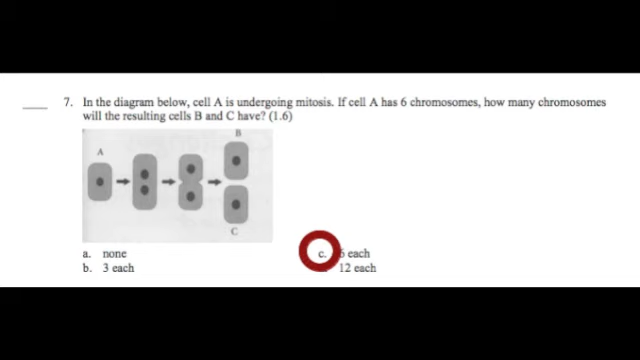 7. In the diagram below, cell A is undergoing mitosis. If cell A has 6 chromosomes, how many chromosomes
will the resulting cells B and C have? (1.6)
B
A
C
a. none
c. 6 each
b. 3 each
12 each